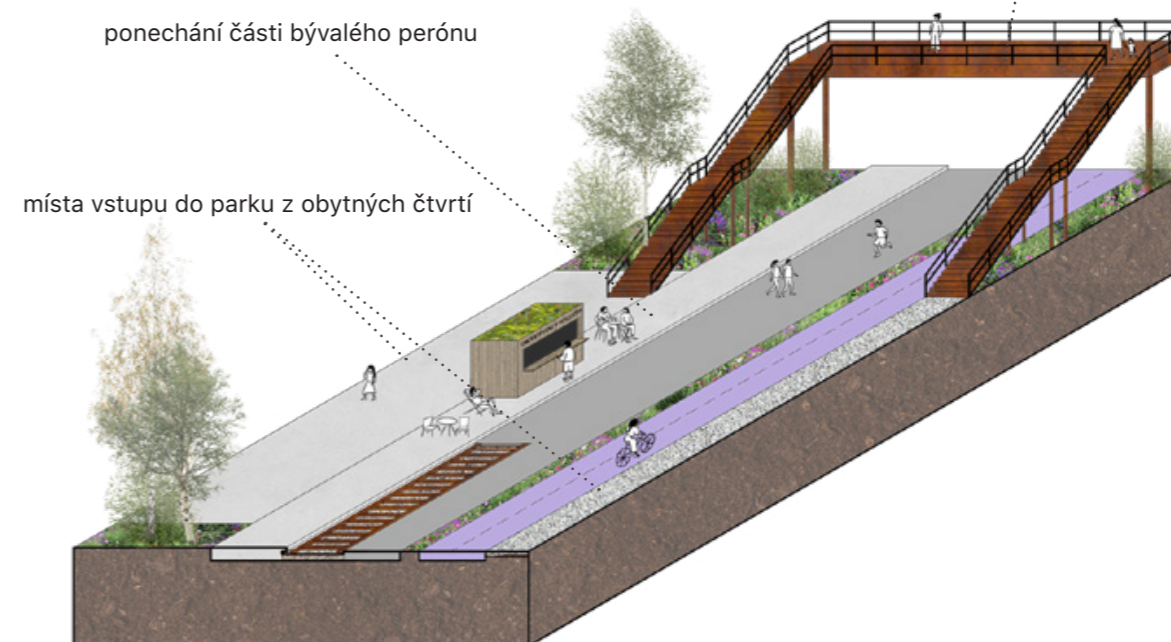 ponechání části bývalého perónu
místa vstupu do parku z obytných čtvrtí